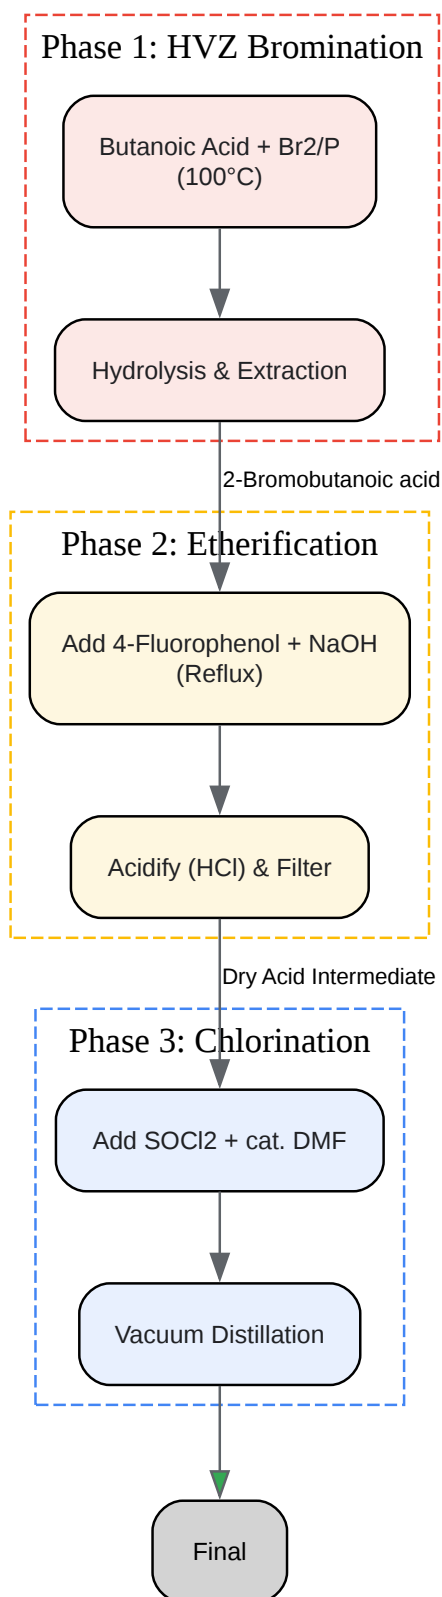 Phase 1: HVZ Bromination
Butanoic Acid + Br2/P
(100°C)
Hydrolysis & Extraction
2-Bromobutanoic acid
Phase 2: Etherification
Add 4-Fluorophenol + NaOH
(Reflux)
Acidify (HCl) & Filter
Dry Acid Intermediate
Phase 3: Chlorination
Add SOCl2 + cat. DMF
Vacuum Distillation
Final